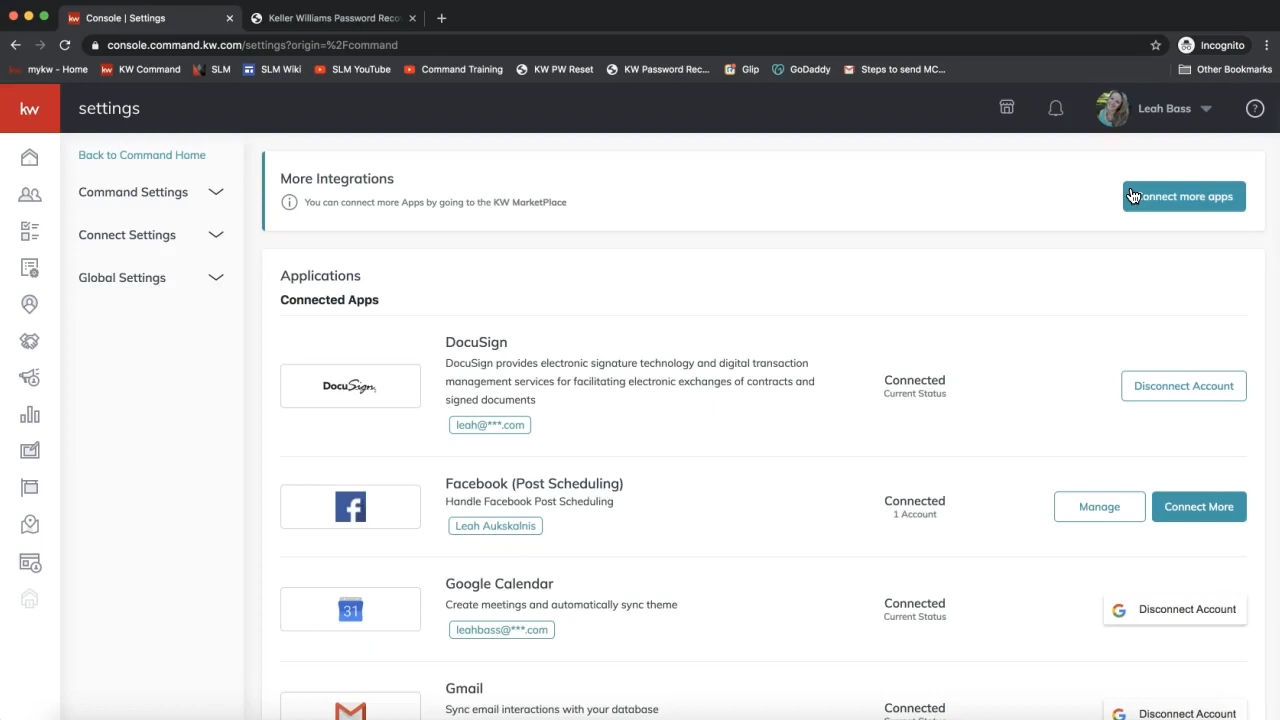 Console | Settings
Keller Williams Password Reco
console.command.kw.com/settings?origin=%2Fcommand
Incognito
mykw - Home
KW Command
SLM
SLM Wiki
SLM YouTube
Command Training
KW PW Reset
KW Password Rec...
Glip
GoDaddy
Steps to send MC...
Other Bookmarks
kw
settings
Leah Bass
Back to Command Home
Command Settings
Connect Settings
Global Settings
More Integrations
You can connect more Apps by going to the KW MarketPlace
onnect more apps
Applications
Connected Apps
DocuSign
DocuSign
DocuSign provides electronic signature technology and digital transaction
management services for facilitating electronic exchanges of contracts and
signed documents
leah@***.com
Connected
Current Status
Disconnect Account
Facebook (Post Scheduling)
Handle Facebook Post Scheduling
Leah Aukskalnis
Connected
1 Account
Manage
Connect More
31
Google Calendar
Create meetings and automatically sync theme
leahbass@***.com
Connected
Current Status
Disconnect Account
Gmail
Sync email interactions with your database
Connected
Current Status
Disconnect Account